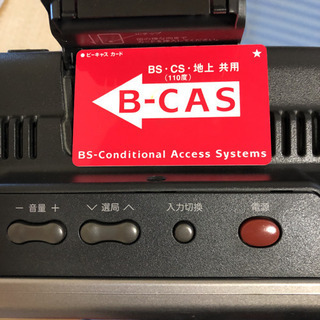 ● ビーキャス カード
BS・CS・地上 共用
(110度)
B-CAS
BS-Conditional Access Systems
− 音量 + 選局 入力切換 電源